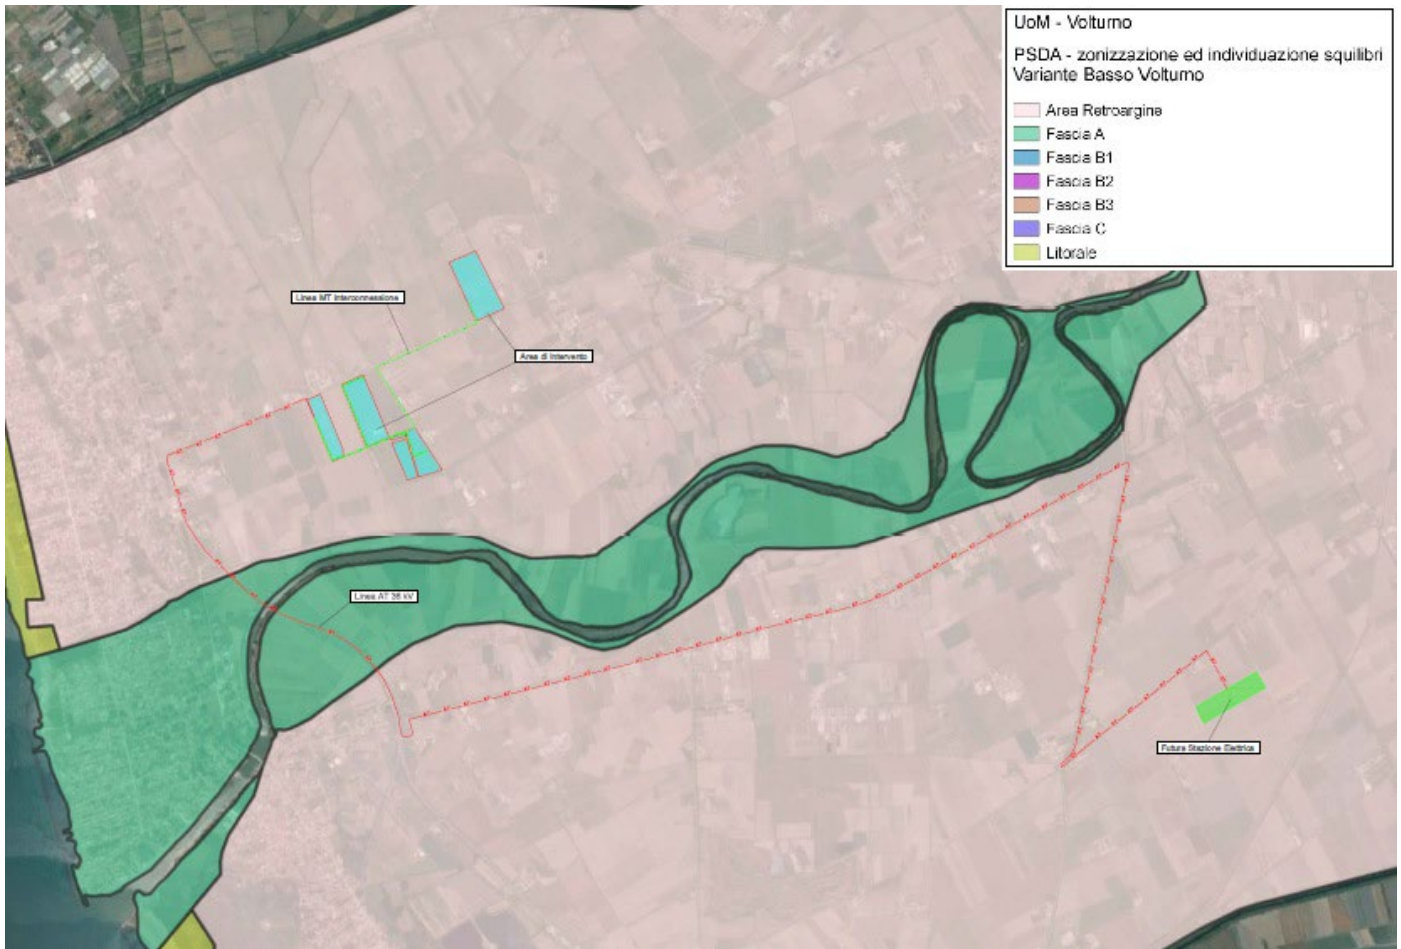 UoM - Volturno
PSDA - zonizzazione ed individuazione squilibri
Variante Basso Volturno
Area Retroargine
Fascia A
Fascia B1
Fascia B2
Fascia B3
Fascia C
Litorale
Linea MT Interconnessione
Area di Intervento
Linea AT 36 kV
Futura Stazione Elettrica